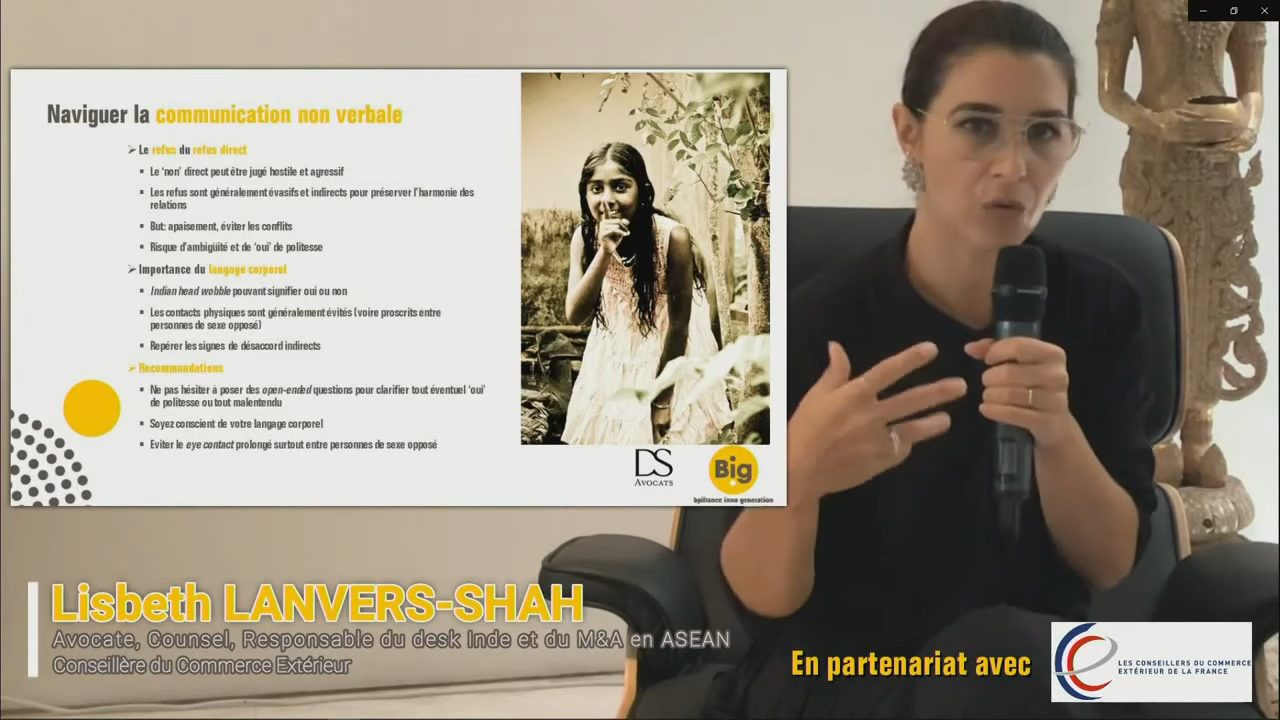 Naviguer la communication non verbale
➢ Le refus du refus direct
▪ Le ‘non’ direct peut être jugé hostile et agressif
▪ Les refus sont généralement évasifs et indirects pour préserver l’harmonie des
relations
▪ But: apaisement, éviter les conflits
▪ Risque d’ambiguïté et de ‘oui’ de politesse
➢ Importance du langage corporel
▪ Indian head wobble pouvant signifier oui ou non
▪ Les contacts physiques sont généralement évités (voire proscrits entre
personnes de sexe opposé)
▪ Repérer les signes de désaccord indirects
➢ Recommandations
▪ Ne pas hésiter à poser des open-ended questions pour clarifier tout éventuel ‘oui’
de politesse ou tout malentendu
▪ Soyez conscient de votre langage corporel
▪ Eviter le eye contact prolongé surtout entre personnes de sexe opposé
DS
AVOCATS
Big
bpifrance inno generation
Lisbeth LANVERS-SHAH
Avocate, Counsel, Responsable du desk Inde et du M&A en ASEAN
Conseillère du Commerce Extérieur
En partenariat avec
LES CONSEILLERS DU COMMERCE
EXTÉRIEUR DE LA FRANCE